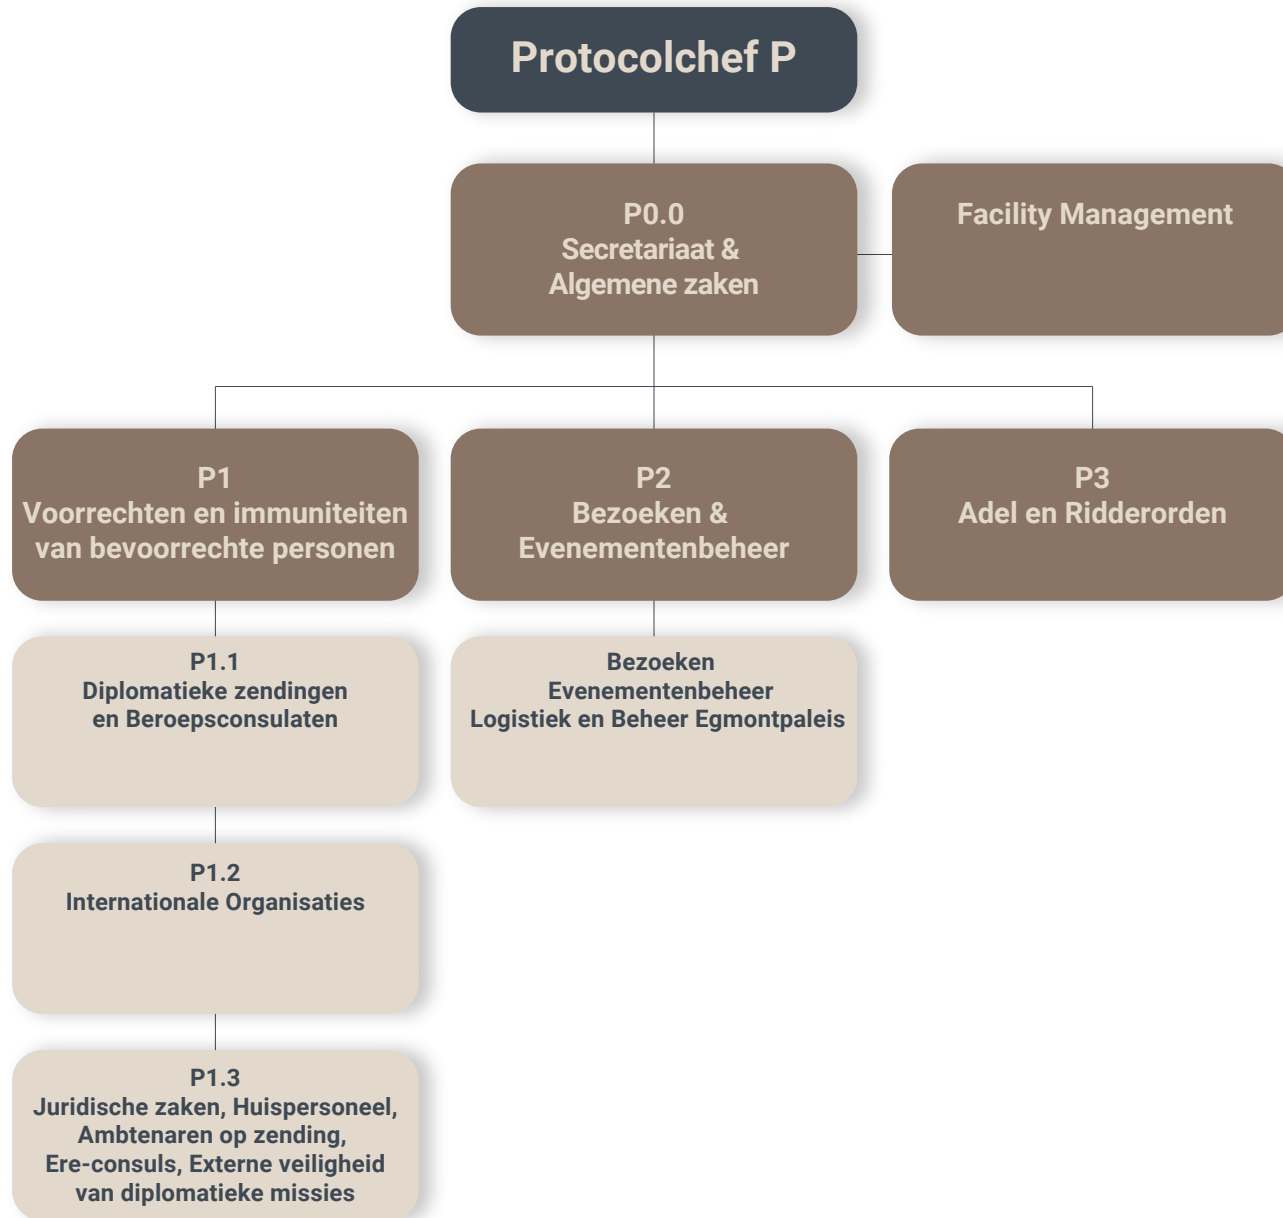 Protocolchef P
P0.0
Secretariaat &
Algemene zaken
Facility Management
P1
Voorrechten en immuniteiten
van bevoorrechte personen
P2
Bezoeken &
Evenementenbeheer
P3
Adel en Ridderorden
P1.1
Diplomatieke zendingen
en Beroepsconsulaten
Bezoeken
Evenementenbeheer
Logistiek en Beheer Egmontpaleis
P1.2
Internationale Organisaties
P1.3
Juridische zaken, Huispersoneel,
Ambtenaren op zending,
Ere-consuls, Externe veiligheid
van diplomatieke missies